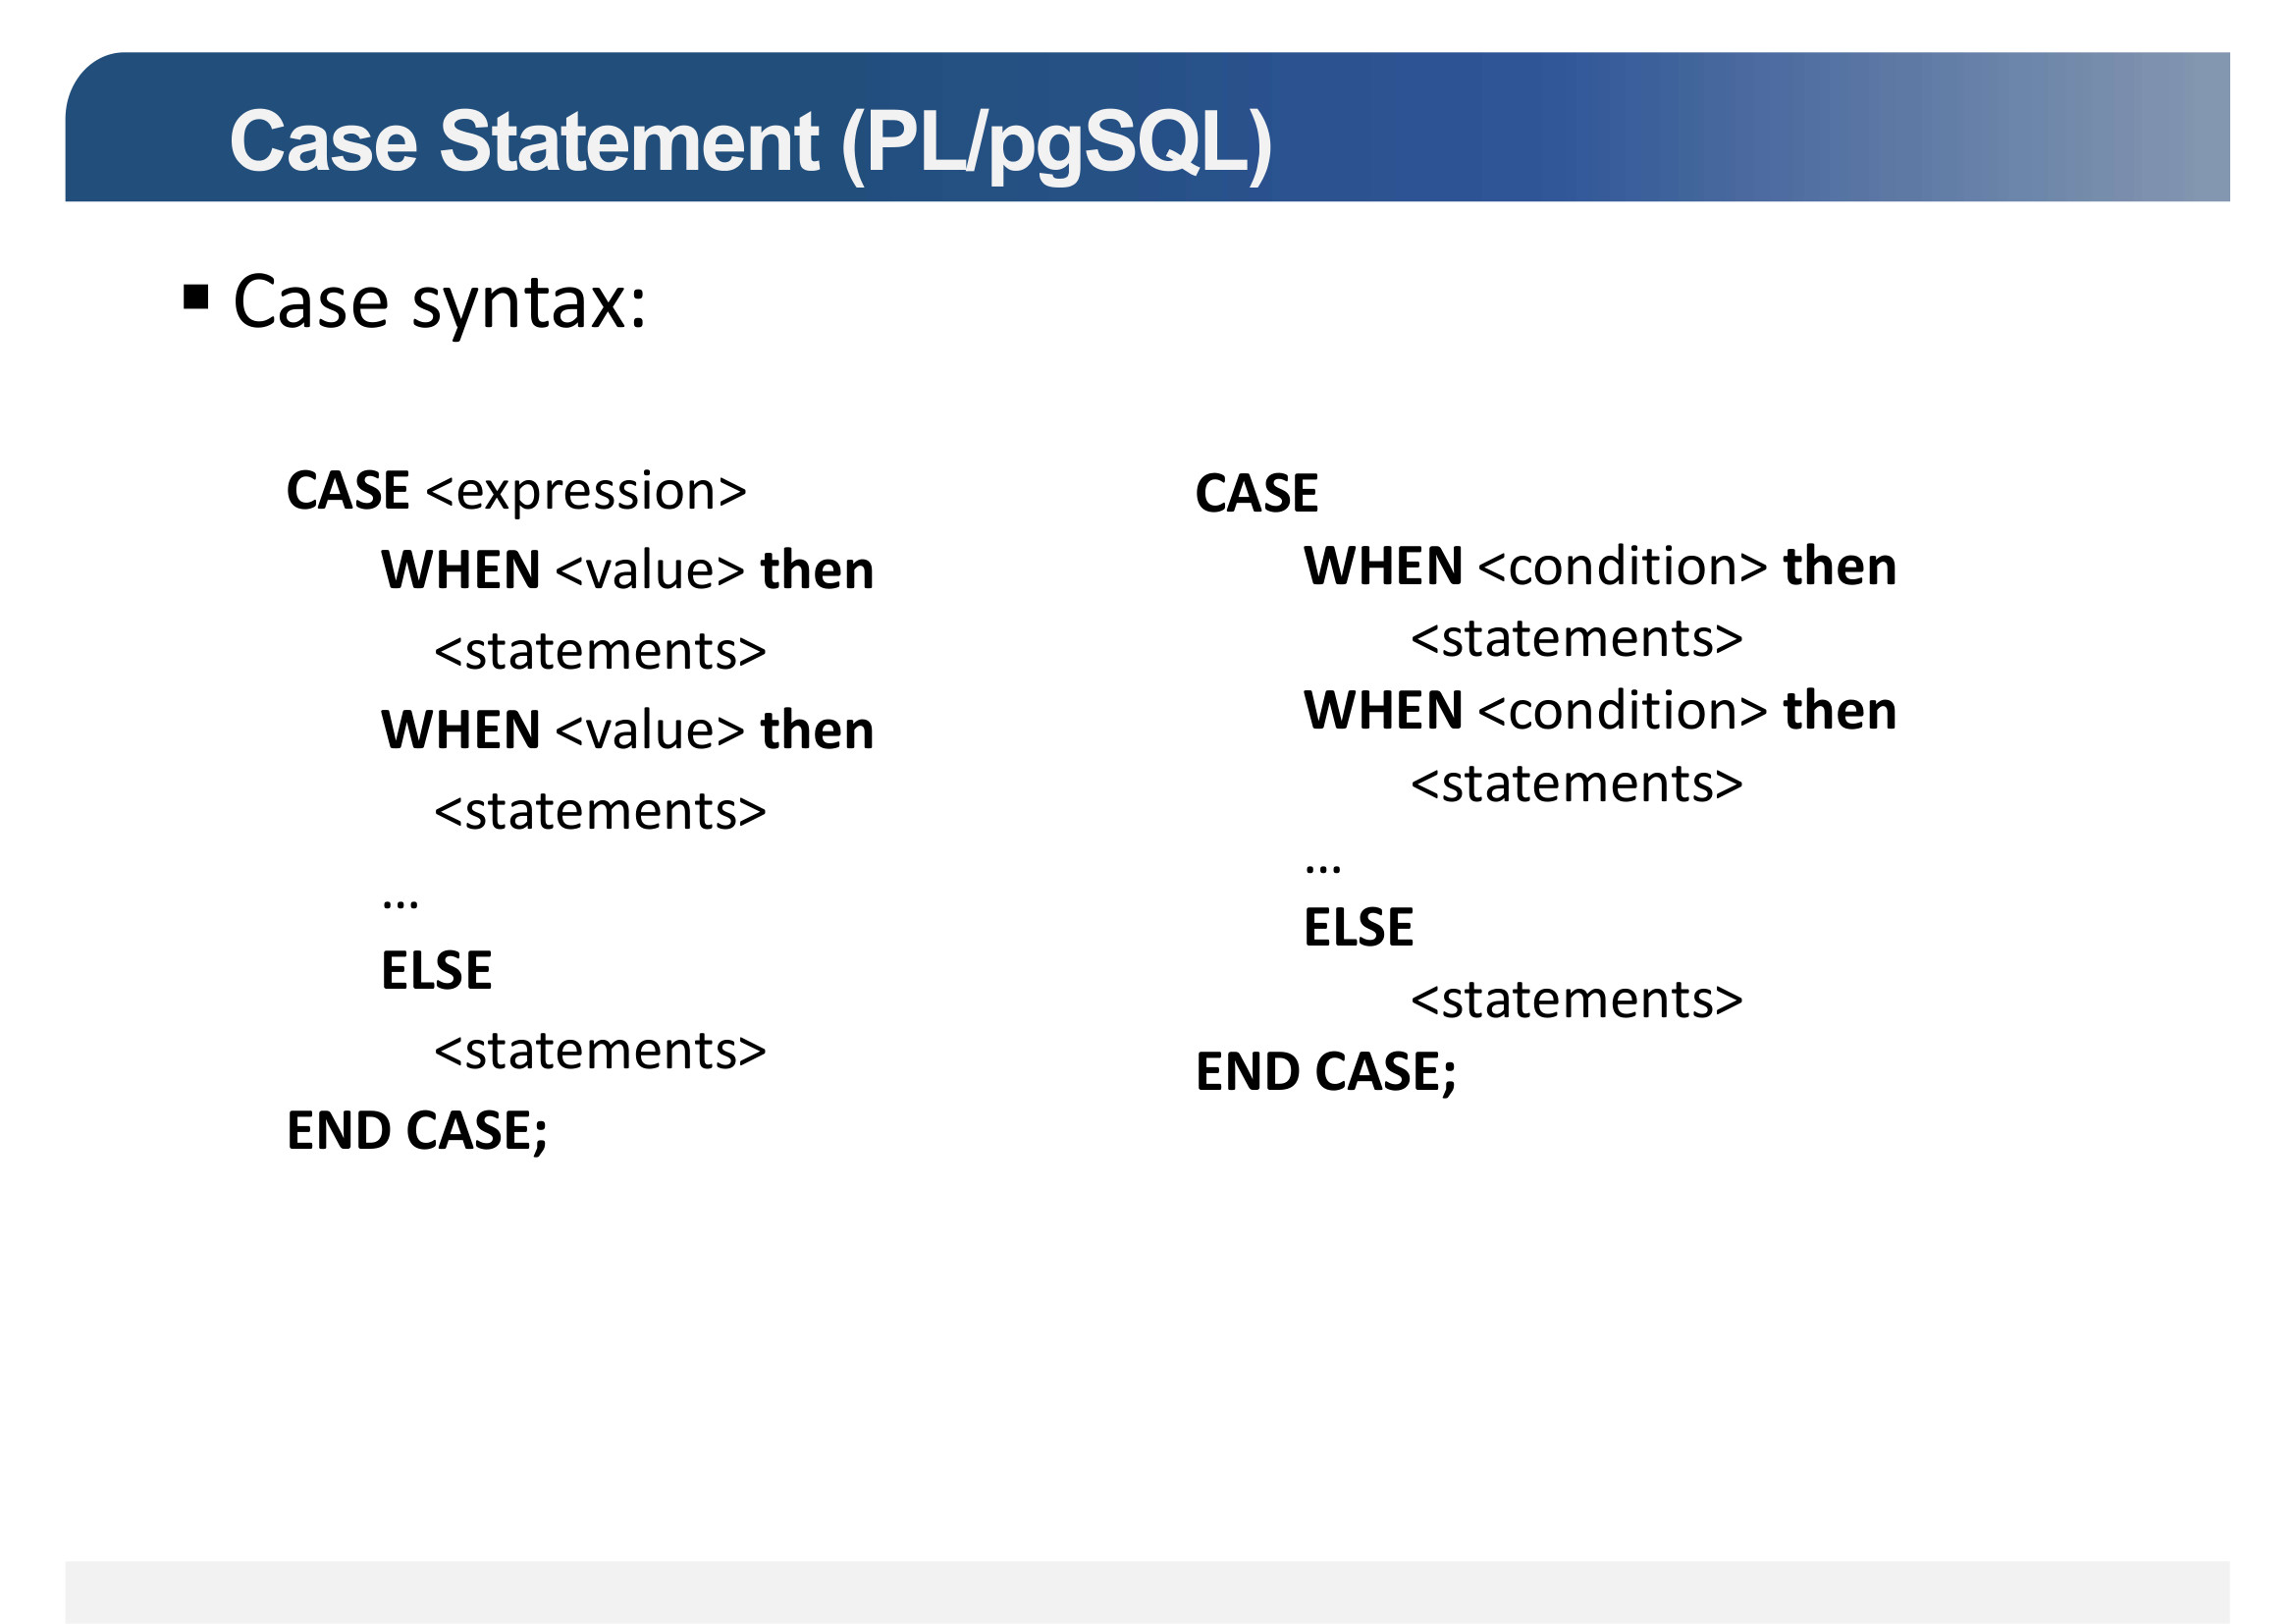 Case Statement (PL/pgSQL)
▪ Case syntax:
CASE <expression>
WHEN <value> then
<statements>
WHEN <value> then
<statements>
...
ELSE
<statements>
END CASE;
CASE
WHEN <condition> then
<statements>
WHEN <condition> then
<statements>
...
ELSE
<statements>
END CASE;